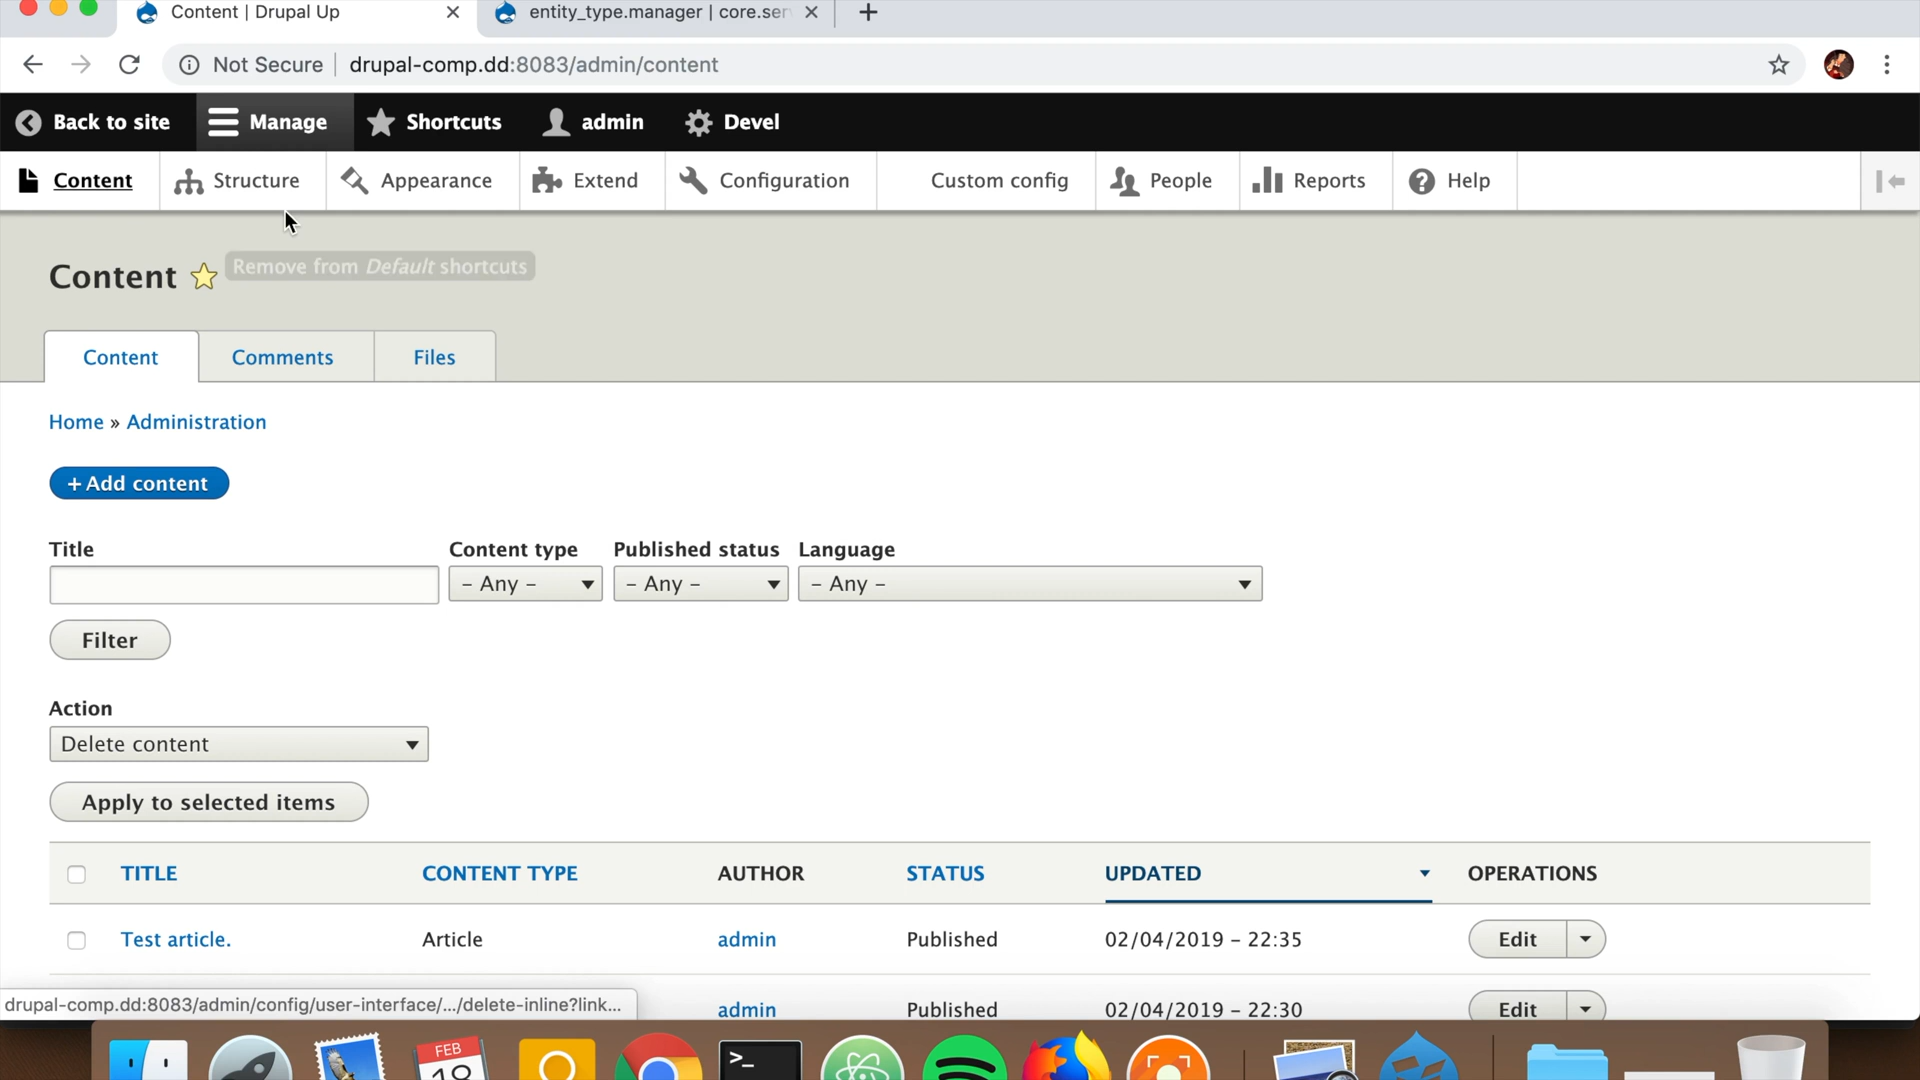 Content | Drupal Up
entity_type.manager | core.ser
Not Secure | drupal-comp.dd:8083/admin/content
Back to site Manage Shortcuts admin Devel
Content Structure Appearance Extend Configuration Custom config People Reports Help
Content Remove from Default shortcuts
Content Comments Files
Home » Administration
+ Add content
Title Content type Published status Language
- Any - - Any - - Any -
Filter
Action
Delete content
Apply to selected items
TITLE CONTENT TYPE AUTHOR STATUS UPDATED OPERATIONS
Test article. Article admin Published 02/04/2019 - 22:35 Edit
admin Published 02/04/2019 - 22:30 Edit
drupal-comp.dd:8083/admin/config/user-interface/.../delete-inline?link...
FEB
18
>_